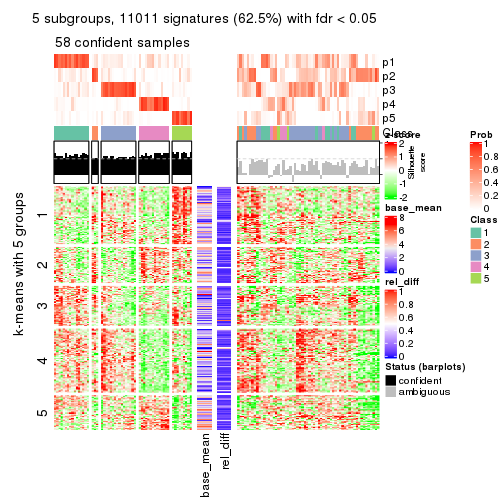 5 subgroups, 11011 signatures (62.5%) with fdr < 0.05
58 confident samples
p1
p2
p3
p4
p5
Class
z-score
2
1
0
-1
-2
Silhouette
score
Prob
1
0.8
0.6
0.4
0.2
0
base_mean
8
6
4
2
0
Class
1
2
3
4
5
rel_diff
1
0.8
0.6
0.4
0.2
0
Status (barplots)
confident
ambiguous
k-means with 5 groups
1
2
3
4
5
base_mean
rel_diff